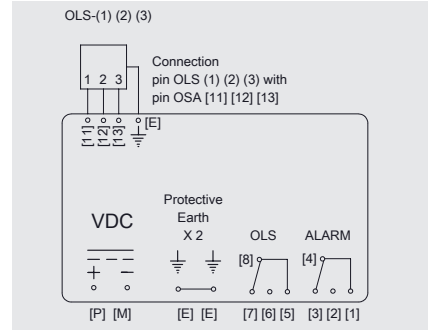 OLS-(1) (2) (3)
Connection
pin OLS (1) (2) (3) with
pin OSA [11] [12] [13]
1 2 3
[11] [12] [13] [E]
Protective
Earth
X 2
VDC
OLS
ALARM
[8] [4]
+ −
[P] [M] [E] [E] [7] [6] [5] [3] [2] [1]